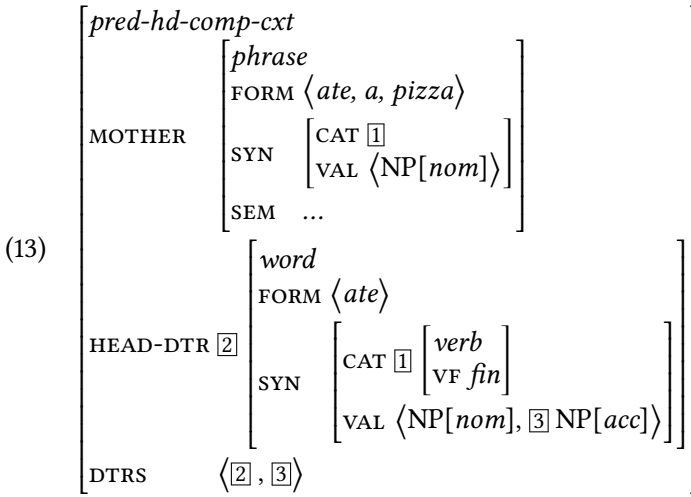 pred-hd-comp-cxt
phrase
FORM ⟨ate, a, pizza⟩
MOTHER SYN CAT 1
VAL ⟨NP[nom]⟩
SEM ...
(13)
word
FORM ⟨ate⟩
HEAD-DTR 2
SYN CAT 1 verb
VF fin
VAL ⟨NP[nom], 3 NP[acc]⟩
DTRS ⟨2 , 3⟩